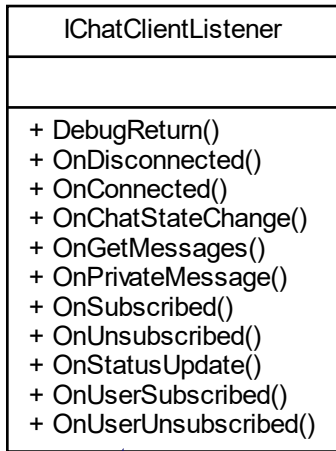 IChatClientListener
+ DebugReturn()
+ OnDisconnected()
+ OnConnected()
+ OnChatStateChange()
+ OnGetMessages()
+ OnPrivateMessage()
+ OnSubscribed()
+ OnUnsubscribed()
+ OnStatusUpdate()
+ OnUserSubscribed()
+ OnUserUnsubscribed()